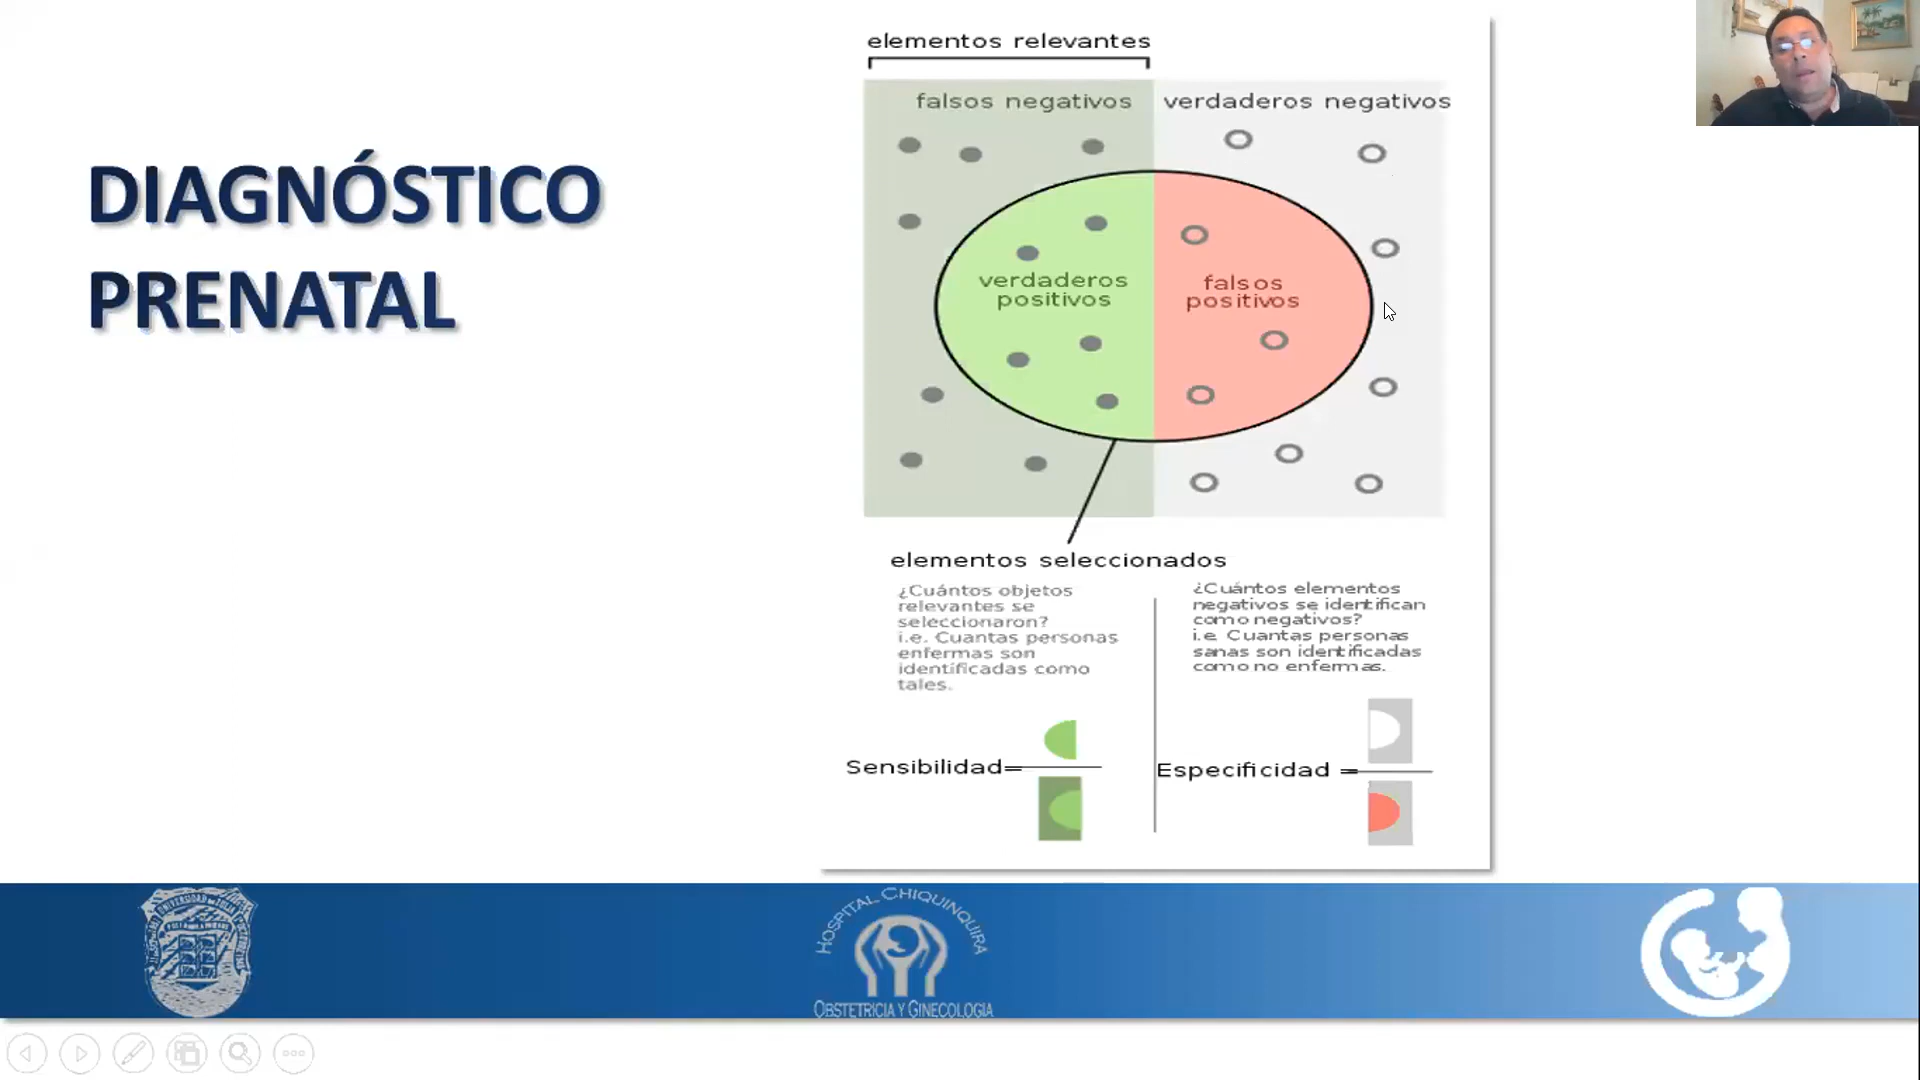 DIAGNÓSTICO
PRENATAL
elementos relevantes
falsos negativos
verdaderos negativos
verdaderos
positivos
falsos
positivos
elementos seleccionados
¿Cuántos objetos
relevantes se
seleccionaron?
i.e. Cuantas personas
enfermas son
identificadas como
tales.
¿Cuántos elementos
negativos se identifican
como negativos?
i.e. Cuantas personas
sanas son identificadas
como no enfermas.
Sensibilidad=
Especificidad =
HOSPITAL CHIQUINQUIRA
OBSTETRICIA Y GINECOLOGIA